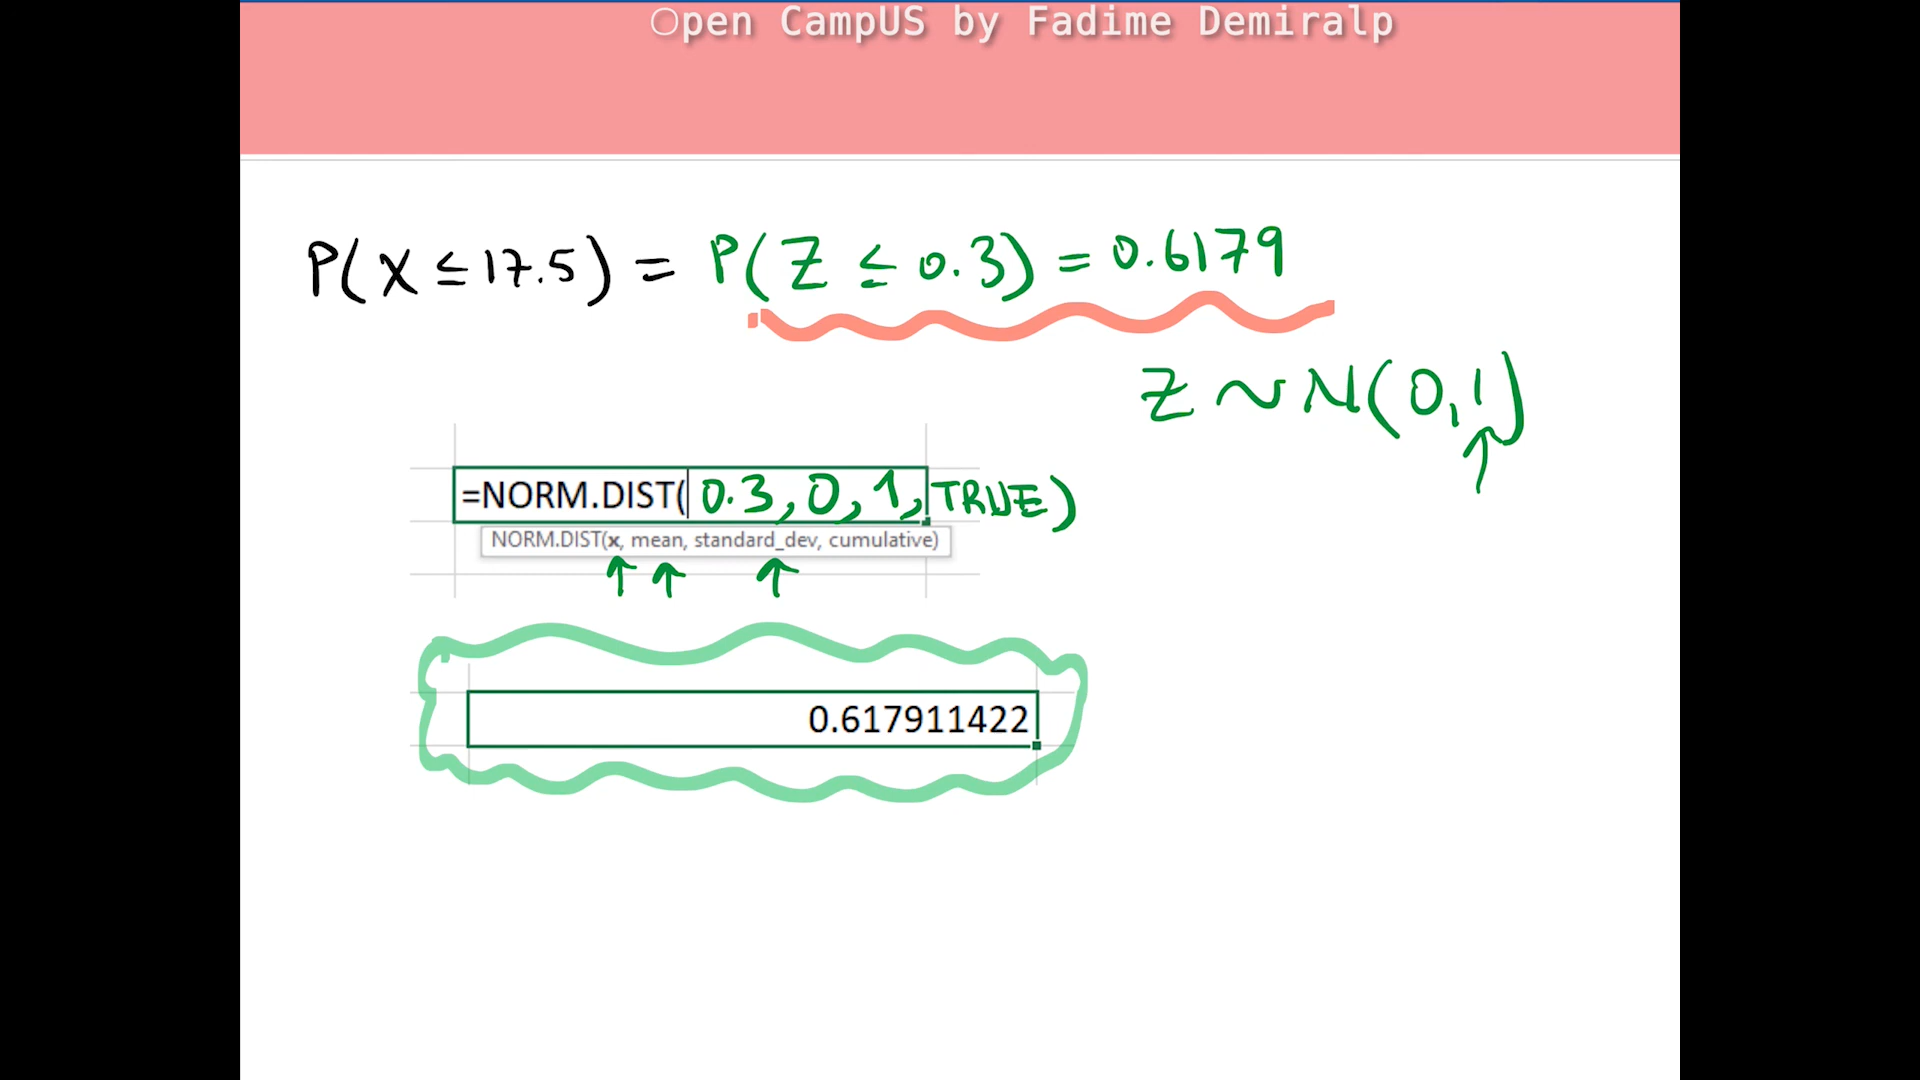 Open CampUS by Fadime Demiralp
P(X ≤ 17.5) = P(Z ≤ 0.3) = 0.6179
Z ~ N(0,1)
=NORM.DIST( 0.3, 0, 1, TRUE)
NORM.DIST(x, mean, standard_dev, cumulative)
0.617911422